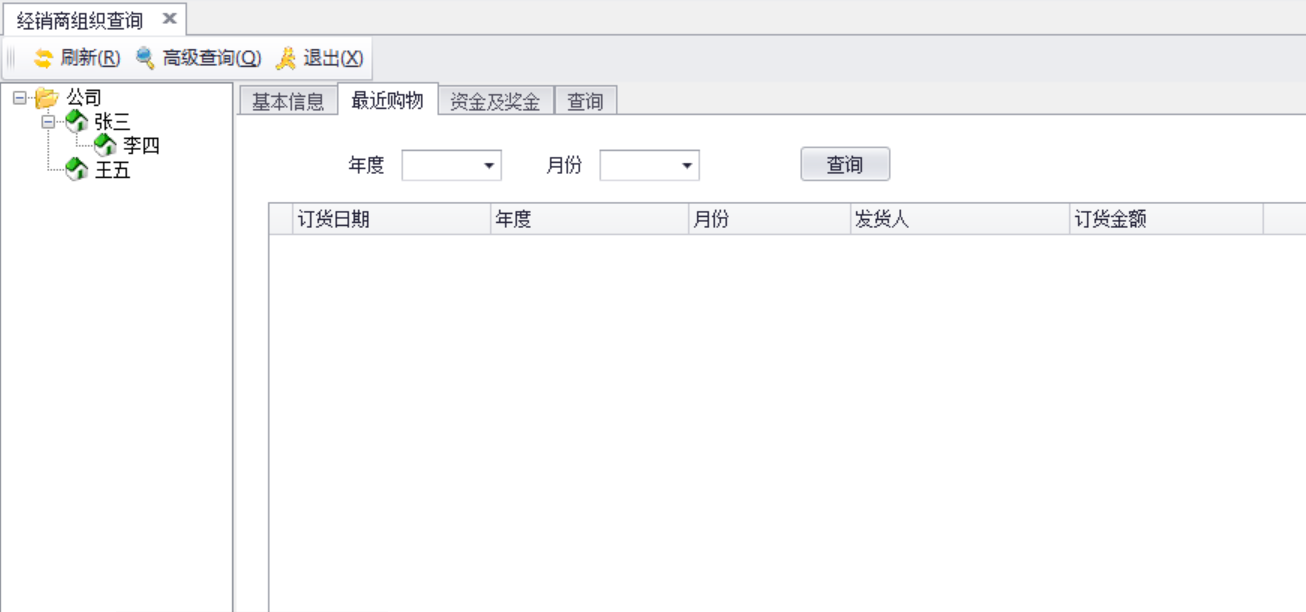 经销商组织查询
刷新(R) 高级查询(Q) 退出(X)
公司
张三
李四
王五
基本信息 最近购物 资金及奖金 查询
年度 月份 查询
订货日期 年度 月份 发货人 订货金额